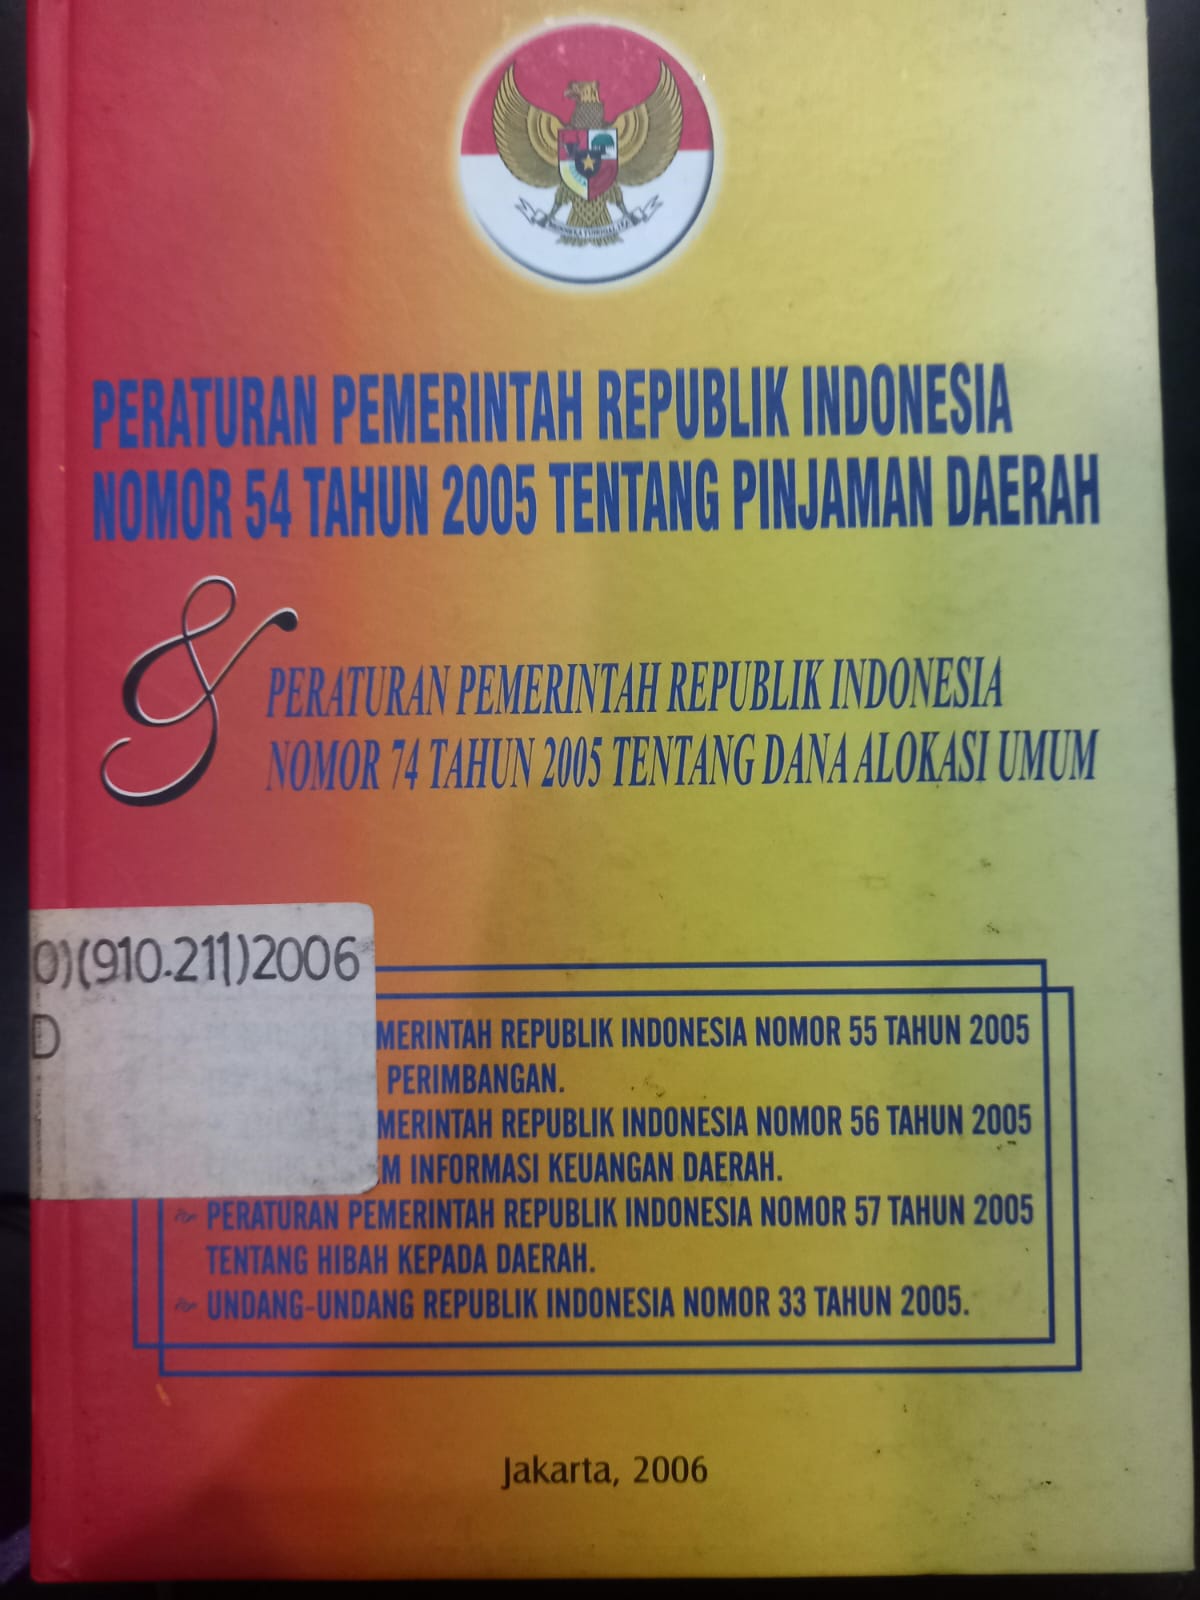 PERATURAN PEMERINTAH REPUBLIK INDONESIA
NOMOR 54 TAHUN 2005 TENTANG PINJAMAN DAERAH
&
PERATURAN PEMERINTAH REPUBLIK INDONESIA
NOMOR 74 TAHUN 2005 TENTANG DANA ALOKASI UMUM
0)(910.211)2006
D
MERINTAH REPUBLIK INDONESIA NOMOR 55 TAHUN 2005
PERIMBANGAN.
MERINTAH REPUBLIK INDONESIA NOMOR 56 TAHUN 2005
EM INFORMASI KEUANGAN DAERAH.
PERATURAN PEMERINTAH REPUBLIK INDONESIA NOMOR 57 TAHUN 2005
TENTANG HIBAH KEPADA DAERAH.
UNDANG-UNDANG REPUBLIK INDONESIA NOMOR 33 TAHUN 2005.
Jakarta, 2006